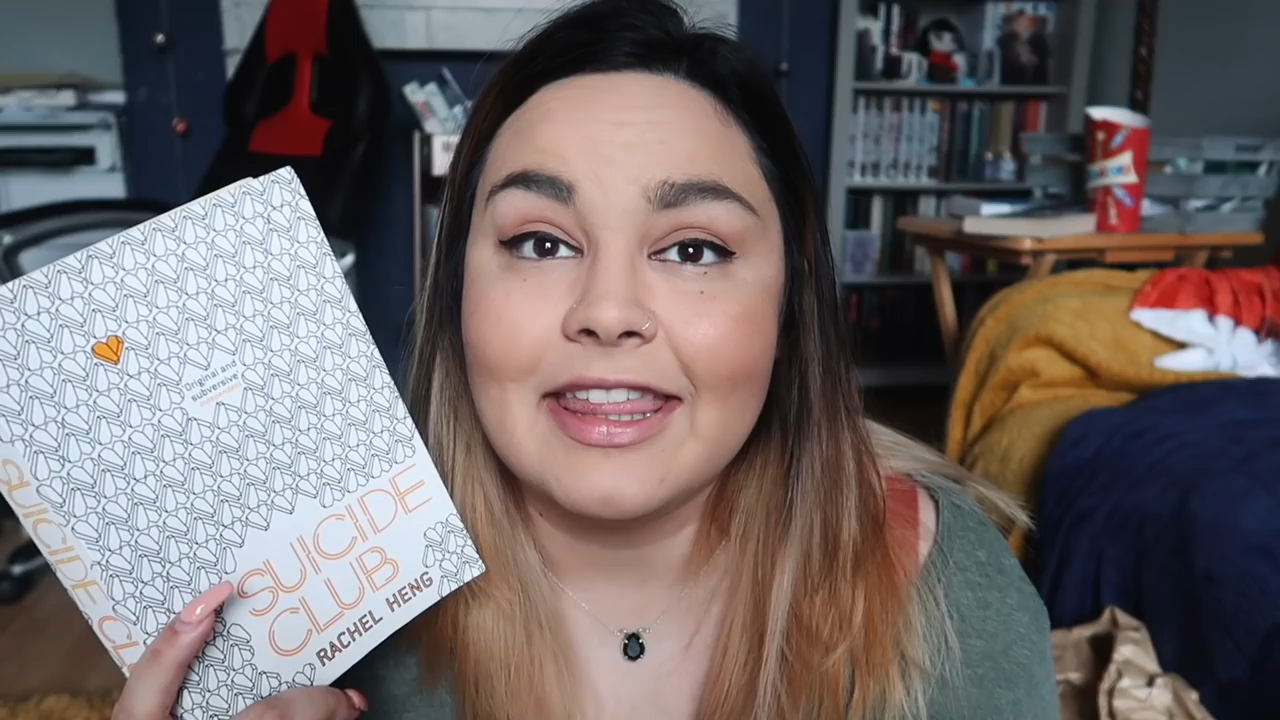 Original and
subversive
SUICIDE
CLUB
RACHEL HENG
SUICIDE CL